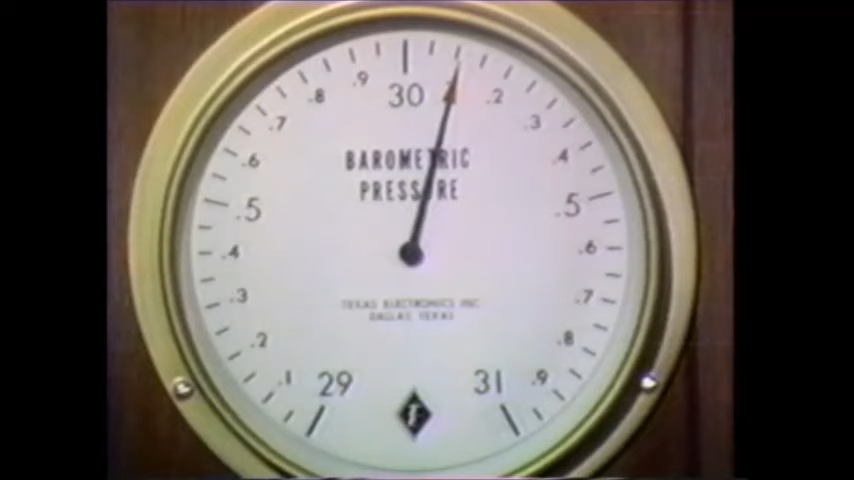 .9 30 .1 .2
.8 .3
.7 .4
.6 BAROMETRIC
.5 PRESSURE .5
.4 .6
.3 TEXAS ELECTRONICS INC. .7
DALLAS, TEXAS
.2 .8
.1 29 31 .9